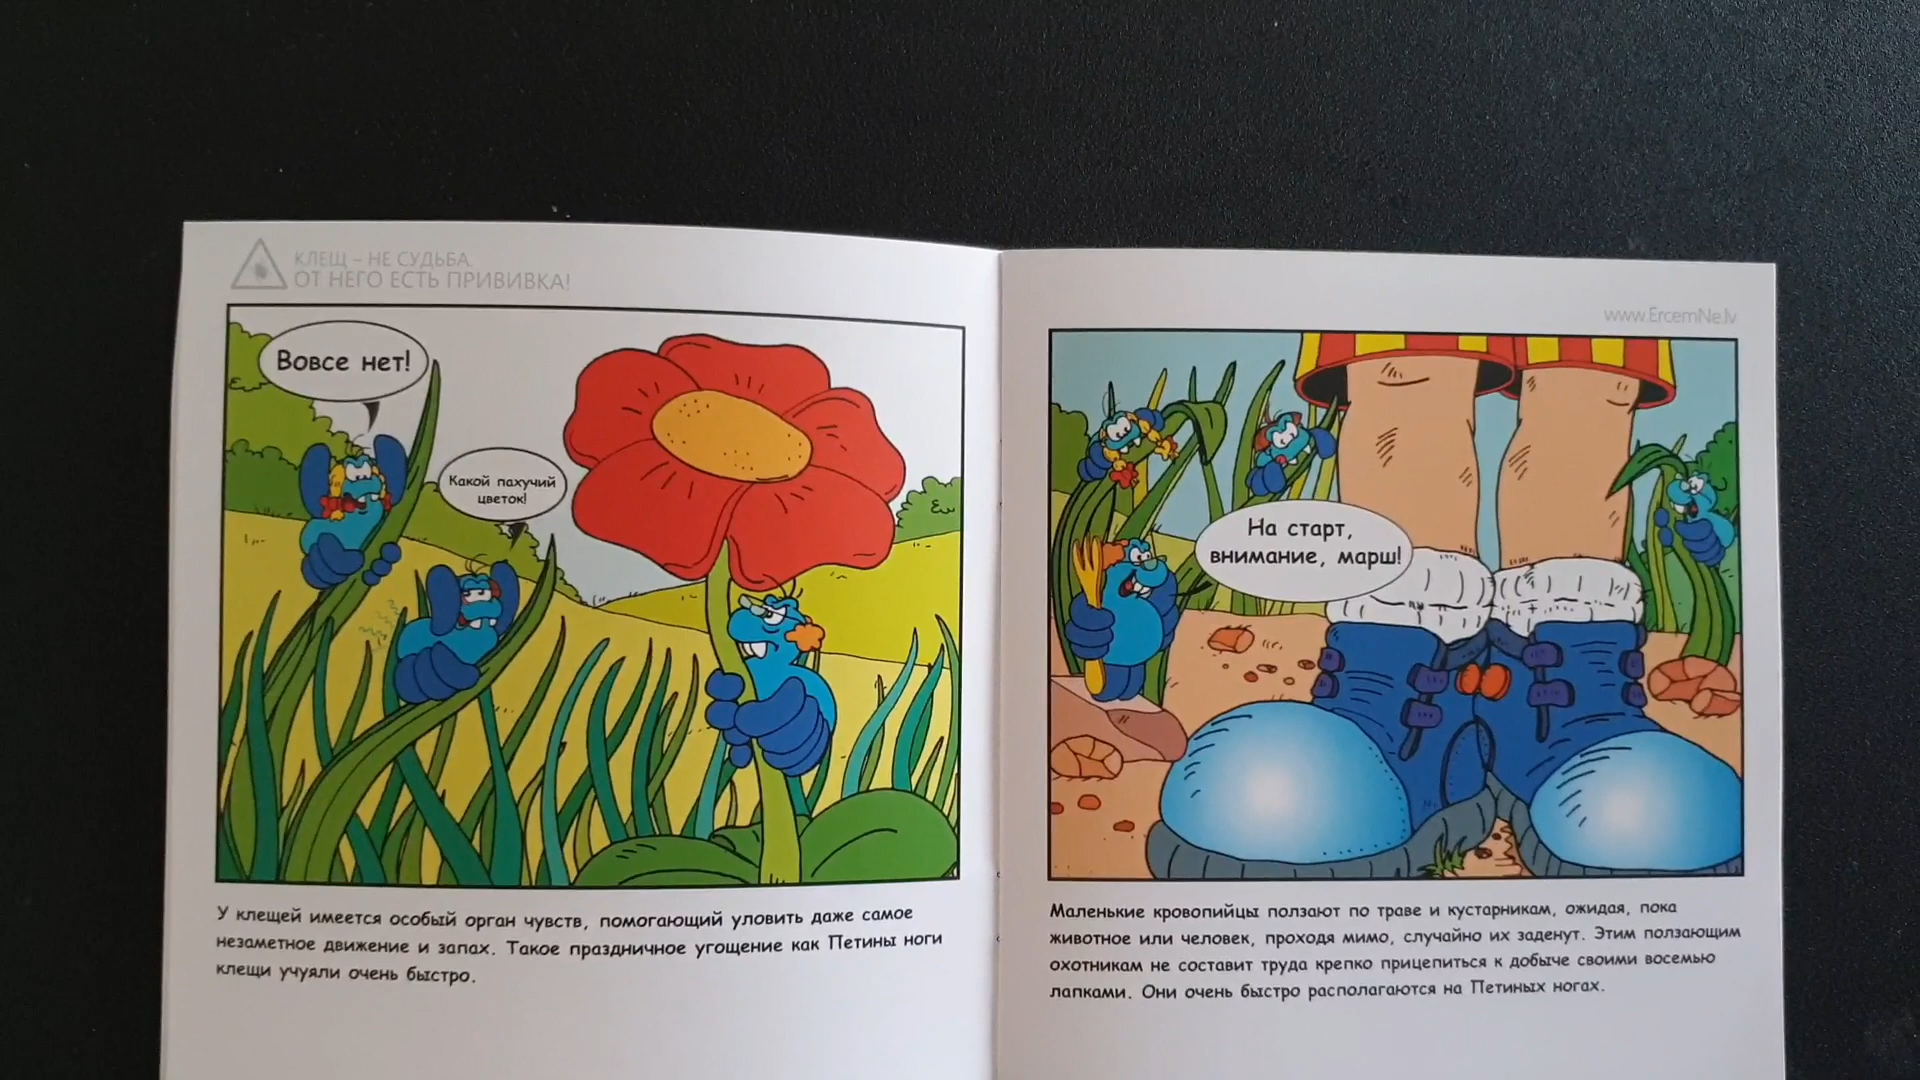 КЛЕЩ – НЕ СУДЬБА.
ОТ НЕГО ЕСТЬ ПРИВИВКА!
Вовсе нет!
Какой пахучий
цветок!
У клещей имеется особый орган чувств, помогающий уловить даже самое
незаметное движение и запах. Такое праздничное угощение как Петины ноги
клещи учуяли очень быстро.
www.ErcemNe.lv
На старт,
внимание, марш!
Маленькие кровопийцы ползают по траве и кустарникам, ожидая, пока
животное или человек, проходя мимо, случайно их заденут. Этим ползающим
охотникам не составит труда крепко прицепиться к добыче своими восемью
лапками. Они очень быстро располагаются на Петиных ногах.